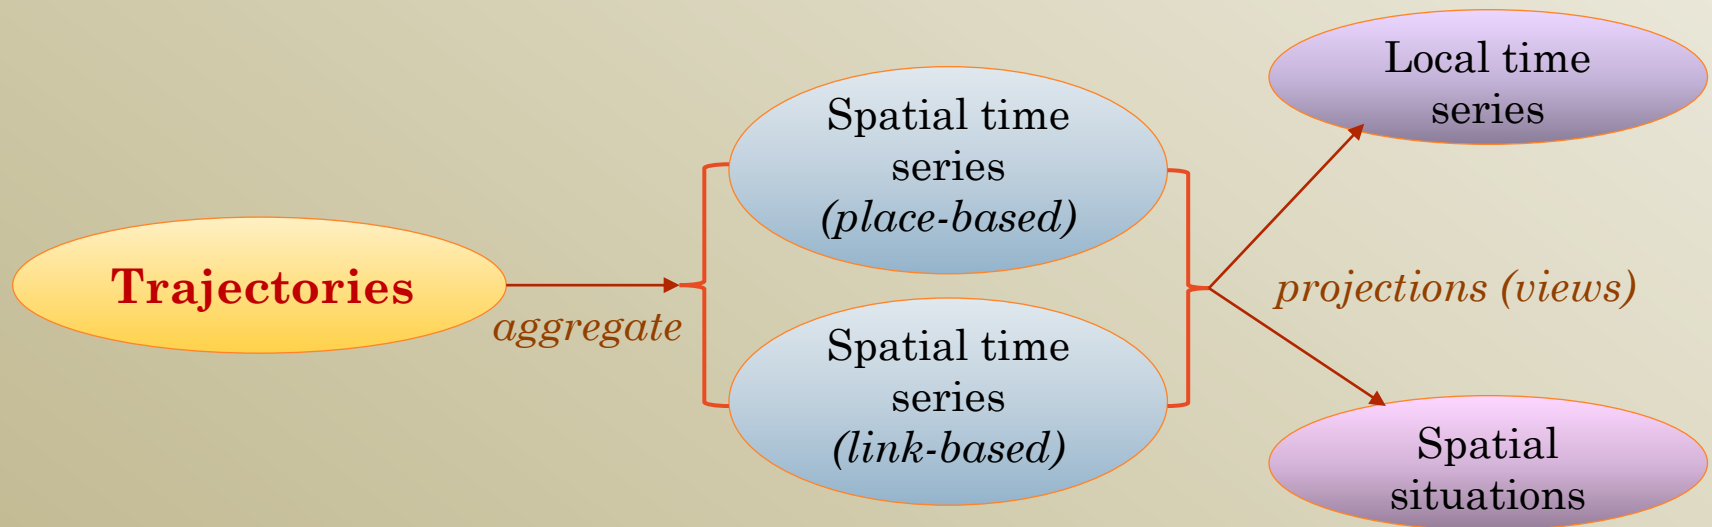 Trajectories
aggregate
Spatial time
series
(place-based)
Spatial time
series
(link-based)
Local time
series
projections (views)
Spatial
situations